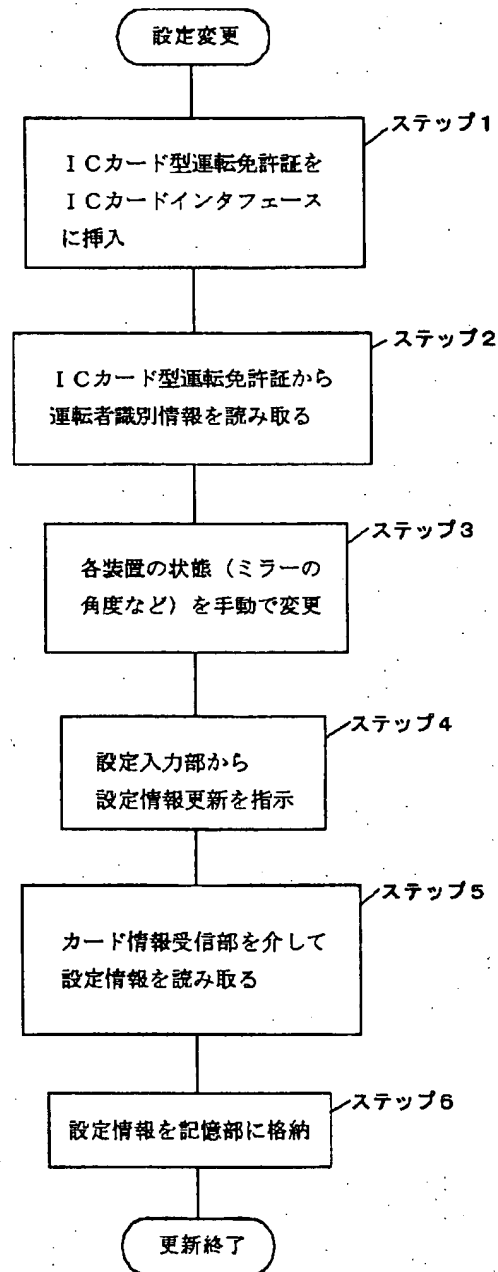 設定変更
ステップ1
ＩＣカード型運転免許証を
ＩＣカードインタフェース
に挿入
ステップ2
ＩＣカード型運転免許証から
運転者識別情報を読み取る
ステップ3
各装置の状態（ミラーの
角度など）を手動で変更
ステップ4
設定入力部から
設定情報更新を指示
ステップ5
カード情報受信部を介して
設定情報を読み取る
ステップ6
設定情報を記憶部に格納
更新終了